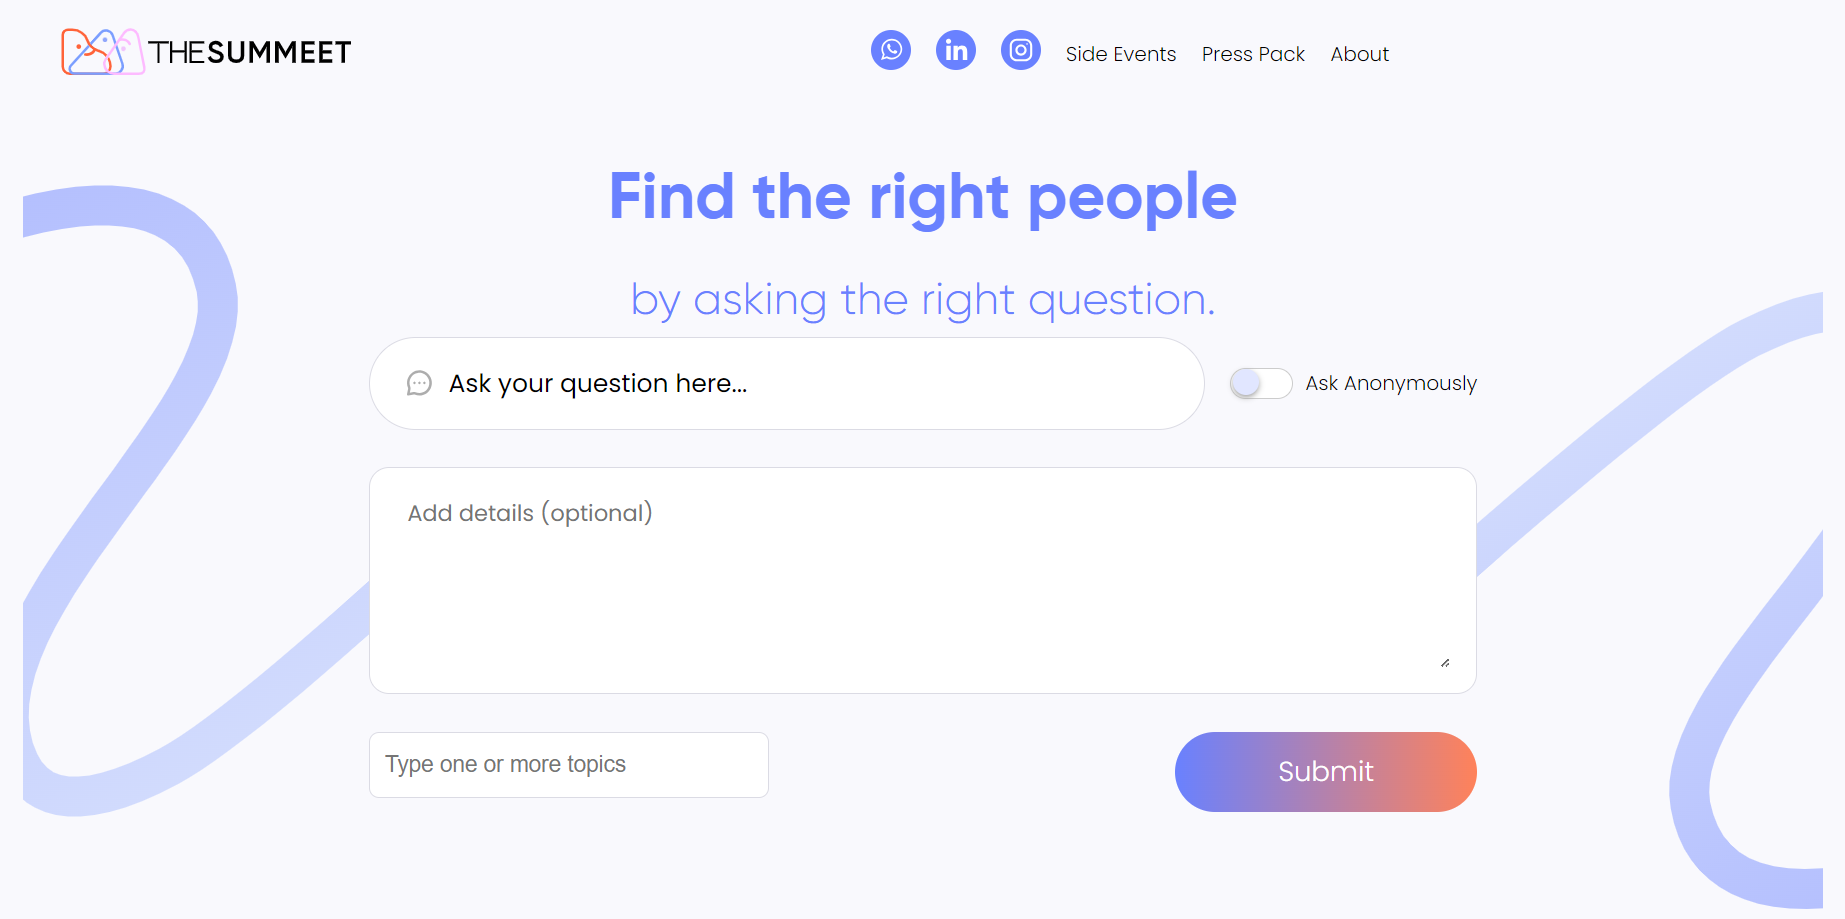 THESUMMEET
Side Events
Press Pack
About
Find the right people
by asking the right question.
Ask your question here...
Ask Anonymously
Add details (optional)
Type one or more topics
Submit